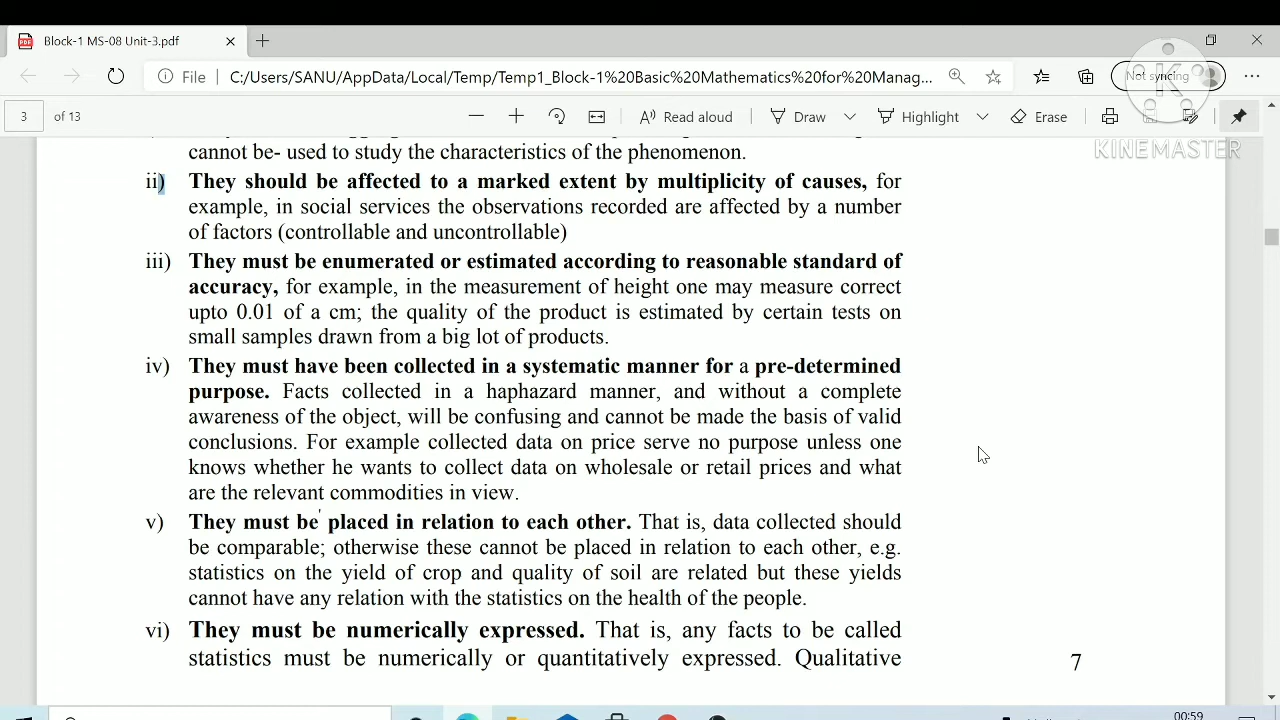 Block-1 MS-08 Unit-3.pdf
File
C:/Users/SANU/AppData/Local/Temp/Temp1_Block-1%20Basic%20Mathematics%20for%20Manag...
Not syncing
3 of 13
Read aloud
Draw
Highlight
Erase
KINEMASTER
cannot be- used to study the characteristics of the phenomenon.
ii) They should be affected to a marked extent by multiplicity of causes, for
example, in social services the observations recorded are affected by a number
of factors (controllable and uncontrollable)
iii) They must be enumerated or estimated according to reasonable standard of
accuracy, for example, in the measurement of height one may measure correct
upto 0.01 of a cm; the quality of the product is estimated by certain tests on
small samples drawn from a big lot of products.
iv) They must have been collected in a systematic manner for a pre-determined
purpose. Facts collected in a haphazard manner, and without a complete
awareness of the object, will be confusing and cannot be made the basis of valid
conclusions. For example collected data on price serve no purpose unless one
knows whether he wants to collect data on wholesale or retail prices and what
are the relevant commodities in view.
v) They must be' placed in relation to each other. That is, data collected should
be comparable; otherwise these cannot be placed in relation to each other, e.g.
statistics on the yield of crop and quality of soil are related but these yields
cannot have any relation with the statistics on the health of the people.
vi) They must be numerically expressed. That is, any facts to be called
statistics must be numerically or quantitatively expressed. Qualitative
7
00:59